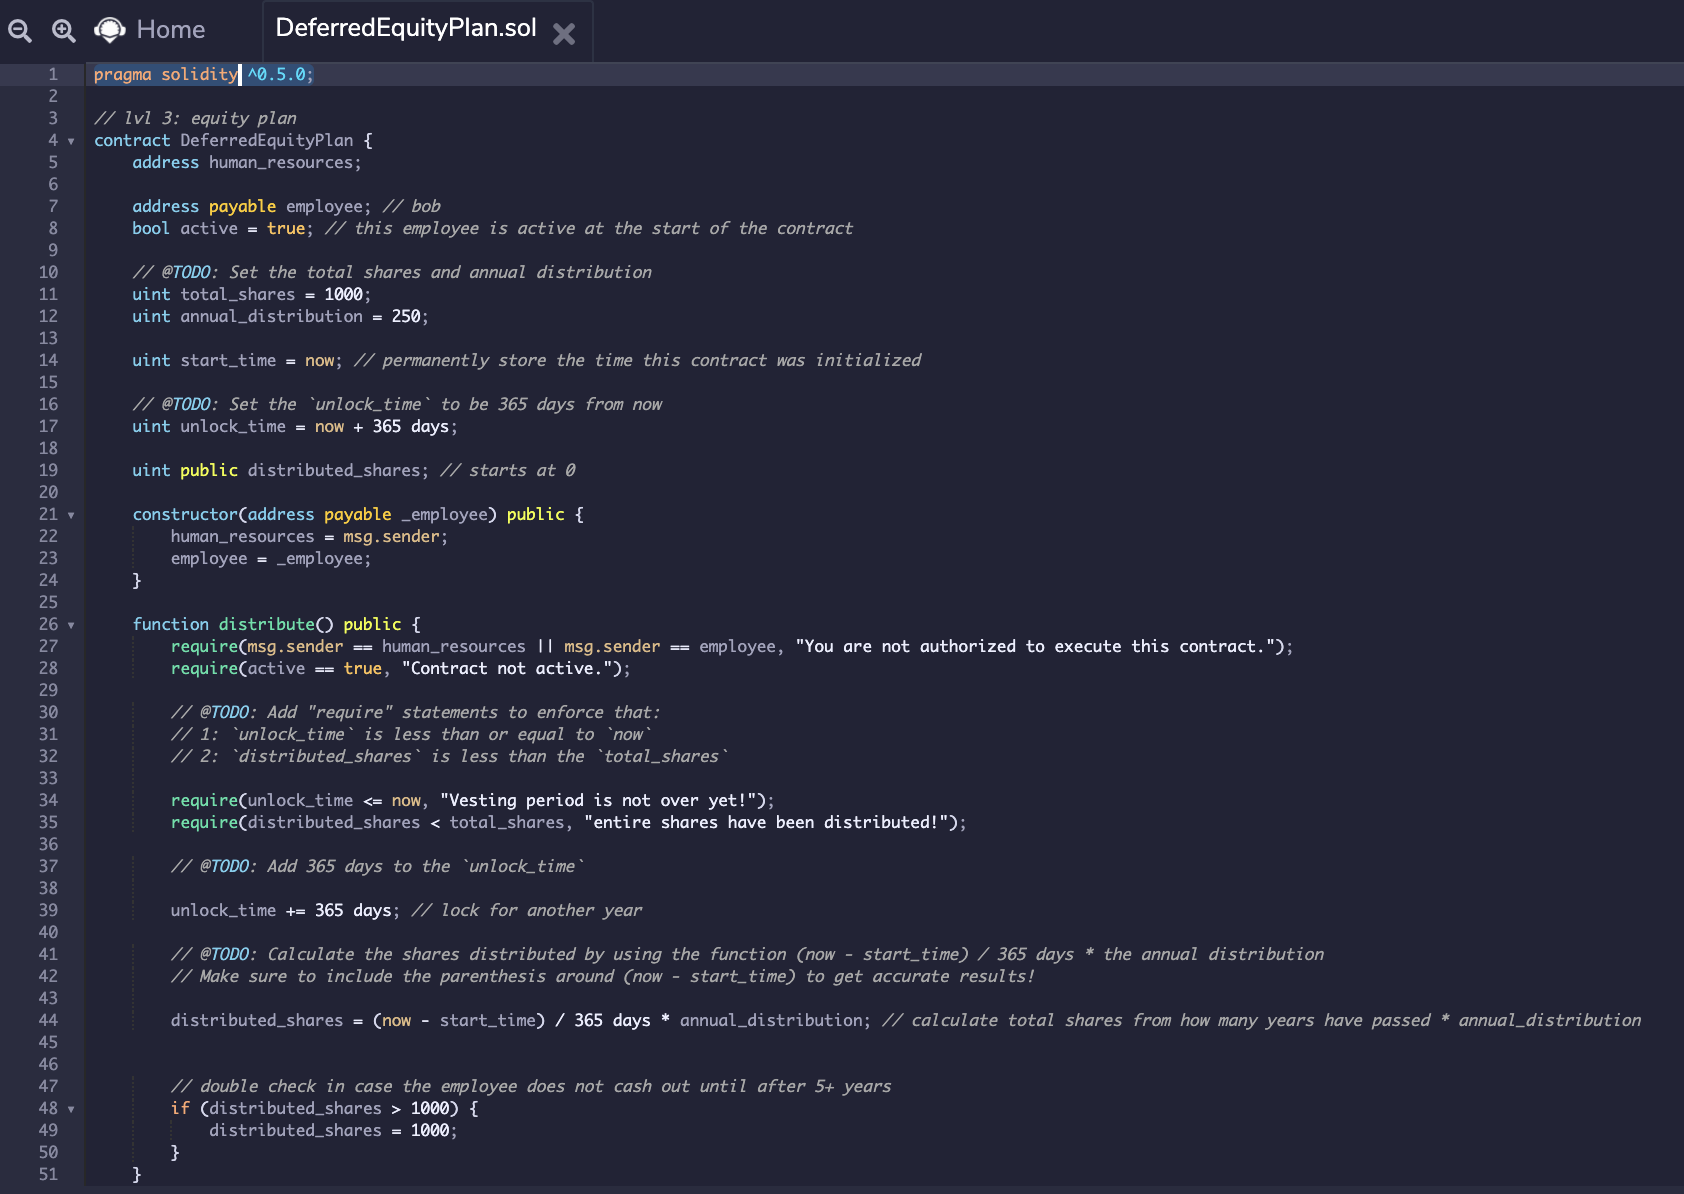 Home
DeferredEquityPlan.sol
1 pragma solidity ^0.5.0;
2
3 // lvl 3: equity plan
4 contract DeferredEquityPlan {
5     address human_resources;
6
7     address payable employee; // bob
8     bool active = true; // this employee is active at the start of the contract
9
10     // @TODO: Set the total shares and annual distribution
11     uint total_shares = 1000;
12     uint annual_distribution = 250;
13
14     uint start_time = now; // permanently store the time this contract was initialized
15
16     // @TODO: Set the `unlock_time` to be 365 days from now
17     uint unlock_time = now + 365 days;
18
19     uint public distributed_shares; // starts at 0
20
21     constructor(address payable _employee) public {
22         human_resources = msg.sender;
23         employee = _employee;
24     }
25
26     function distribute() public {
27         require(msg.sender == human_resources || msg.sender == employee, "You are not authorized to execute this contract.");
28         require(active == true, "Contract not active.");
29
30         // @TODO: Add "require" statements to enforce that:
31         // 1: `unlock_time` is less than or equal to `now`
32         // 2: `distributed_shares` is less than the `total_shares`
33
34         require(unlock_time <= now, "Vesting period is not over yet!");
35         require(distributed_shares < total_shares, "entire shares have been distributed!");
36
37         // @TODO: Add 365 days to the `unlock_time`
38
39         unlock_time += 365 days; // lock for another year
40
41         // @TODO: Calculate the shares distributed by using the function (now - start_time) / 365 days * the annual distribution
42         // Make sure to include the parenthesis around (now - start_time) to get accurate results!
43
44         distributed_shares = (now - start_time) / 365 days * annual_distribution; // calculate total shares from how many years have passed * annual_distribution
45
46
47         // double check in case the employee does not cash out until after 5+ years
48         if (distributed_shares > 1000) {
49             distributed_shares = 1000;
50         }
51     }